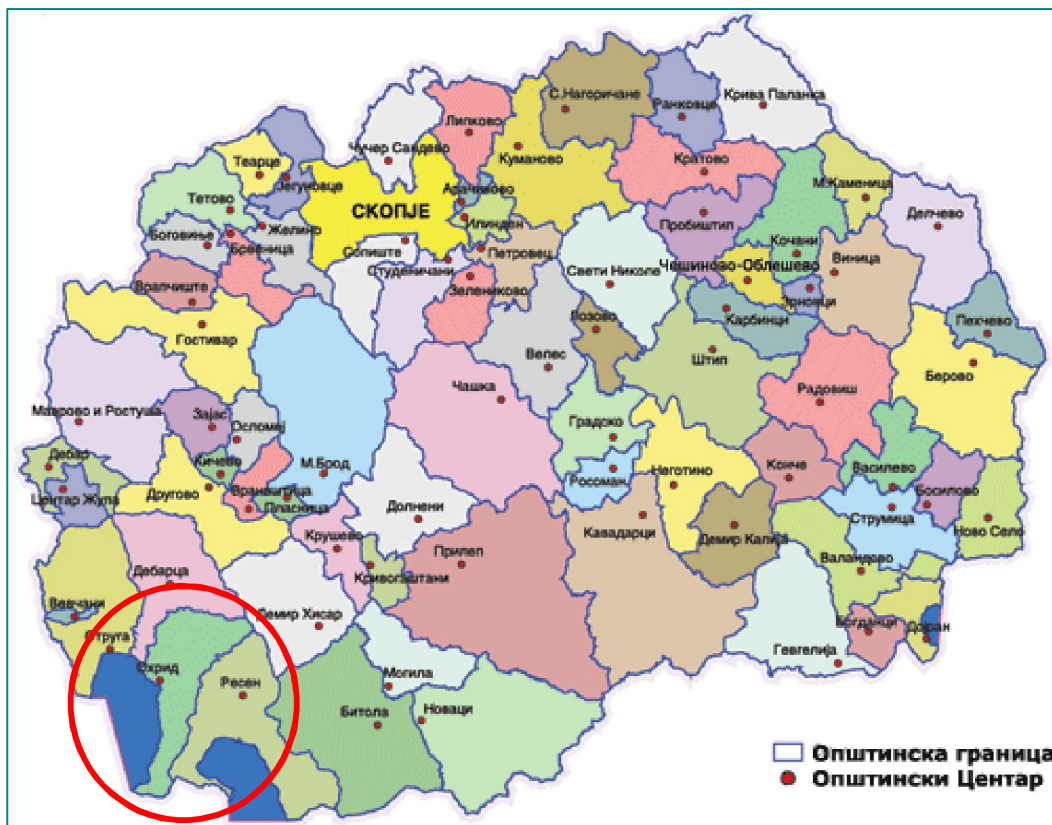 С.Нагоричане
Ранковце
Крива Паланка
Липково
Чучер Сандево
Куманово
Кратово
Теарце
Јегуновце
Арачиново
М.Каменица
Тетово
СКОПЈЕ
Илинден
Пробиштип
Делчево
Боговиње
Желино
Брвеница
Сопиште
Петровец
Кочани
Студеничани
Свети Николе
Чешиново-Облешево
Виница
Врапчиште
Зелениково
Зрновци
Лозово
Карбинци
Пехчево
Гостивар
Велес
Штип
Берово
Чашка
Радовиш
Маврово и Ростуша
Зајас
Осломеј
Градско
Дебар
Кичево
М.Брод
Неготино
Конче
Василево
Центар Жупа
Другово
Вранештица
Росоман
Босилово
Пласница
Долнени
Струмица
Крушево
Кавадарци
Демир Капија
Ново Село
Прилеп
Валандово
Дебарца
Кривогаштани
Вевчани
Демир Хисар
Богданци
Дојран
Струга
Гевгелија
Охрид
Могила
Ресен
Битола
Новаци
Општинска граница
Општински Центар